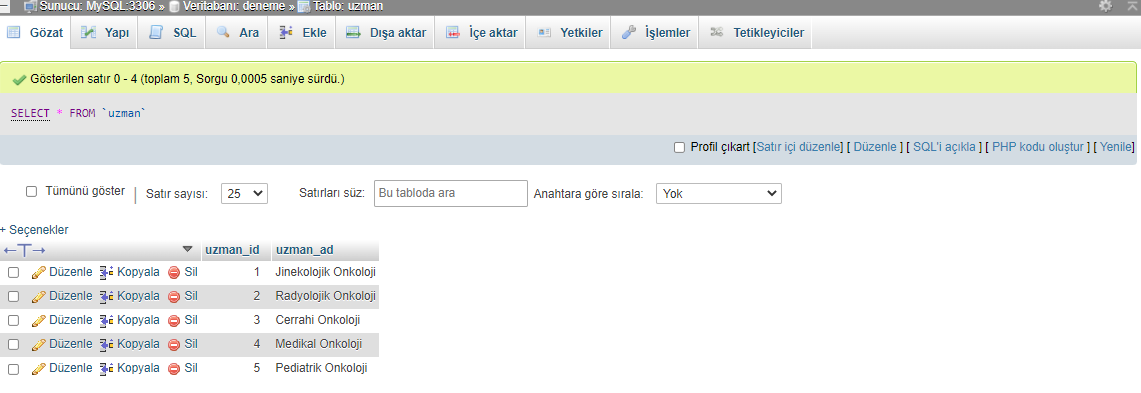 Sunucu: MySQL:3306 » Veritabanı: deneme » Tablo: uzman
Gözat Yapı SQL Ara Ekle Dışa aktar İçe aktar Yetkiler İşlemler Tetikleyiciler
Gösterilen satır 0 - 4 (toplam 5, Sorgu 0,0005 saniye sürdü.)
SELECT * FROM `uzman`
Profil çıkart [Satır içi düzenle] [ Düzenle ] [ SQL'i açıkla ] [ PHP kodu oluştur ] [ Yenile]
Tümünü göster | Satır sayısı: 25 Satırları süz: Bu tabloda ara Anahtara göre sırala: Yok
+ Seçenekler
←T→ uzman_id uzman_ad
Düzenle Kopyala Sil 1 Jinekolojik Onkoloji
Düzenle Kopyala Sil 2 Radyolojik Onkoloji
Düzenle Kopyala Sil 3 Cerrahi Onkoloji
Düzenle Kopyala Sil 4 Medikal Onkoloji
Düzenle Kopyala Sil 5 Pediatrik Onkoloji